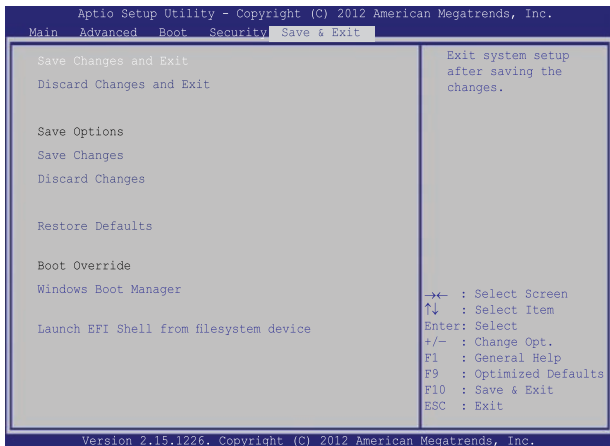 Aptio Setup Utility - Copyright (C) 2012 American Megatrends, Inc.
Main Advanced Boot Security Save & Exit
Save Changes and Exit
Discard Changes and Exit
Save Options
Save Changes
Discard Changes
Restore Defaults
Boot Override
Windows Boot Manager
Launch EFI Shell from filesystem device
Exit system setup
after saving the
changes.
→← : Select Screen
↑↓ : Select Item
Enter: Select
+/— : Change Opt.
F1 : General Help
F9 : Optimized Defaults
F10 : Save & Exit
ESC : Exit
Version 2.15.1226. Copyright (C) 2012 American Megatrends, Inc.